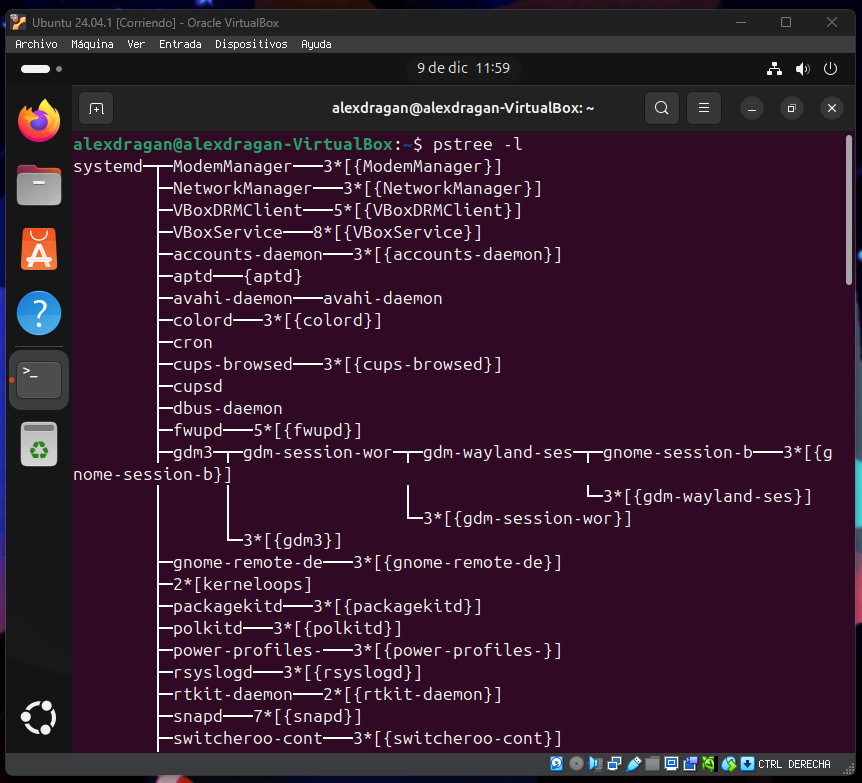 Ubuntu 24.04.1 [Corriendo] - Oracle VirtualBox
Archivo Máquina Ver Entrada Dispositivos Ayuda
9 de dic 11:59
alexdragan@alexdragan-VirtualBox: ~
alexdragan@alexdragan-VirtualBox:~$ pstree -l
systemd─┬─ModemManager───3*[{ModemManager}]
├─NetworkManager───3*[{NetworkManager}]
├─VBoxDRMClient───5*[{VBoxDRMClient}]
├─VBoxService───8*[{VBoxService}]
├─accounts-daemon───3*[{accounts-daemon}]
├─aptd───{aptd}
├─avahi-daemon───avahi-daemon
├─colord───3*[{colord}]
├─cron
├─cups-browsed───3*[{cups-browsed}]
├─cupsd
├─dbus-daemon
├─fwupd───5*[{fwupd}]
├─gdm3─┬─gdm-session-wor─┬─gdm-wayland-ses─┬─gnome-session-b───3*[{g
nome-session-b}]
│      │                 │                 └─3*[{gdm-wayland-ses}]
│      │                 └─3*[{gdm-session-wor}]
│      └─3*[{gdm3}]
├─gnome-remote-de───3*[{gnome-remote-de}]
├─2*[kerneloops]
├─packagekitd───3*[{packagekitd}]
├─polkitd───3*[{polkitd}]
├─power-profiles-───3*[{power-profiles-}]
├─rsyslogd───3*[{rsyslogd}]
├─rtkit-daemon───2*[{rtkit-daemon}]
├─snapd───7*[{snapd}]
├─switcheroo-cont───3*[{switcheroo-cont}]
CTRL DERECHA